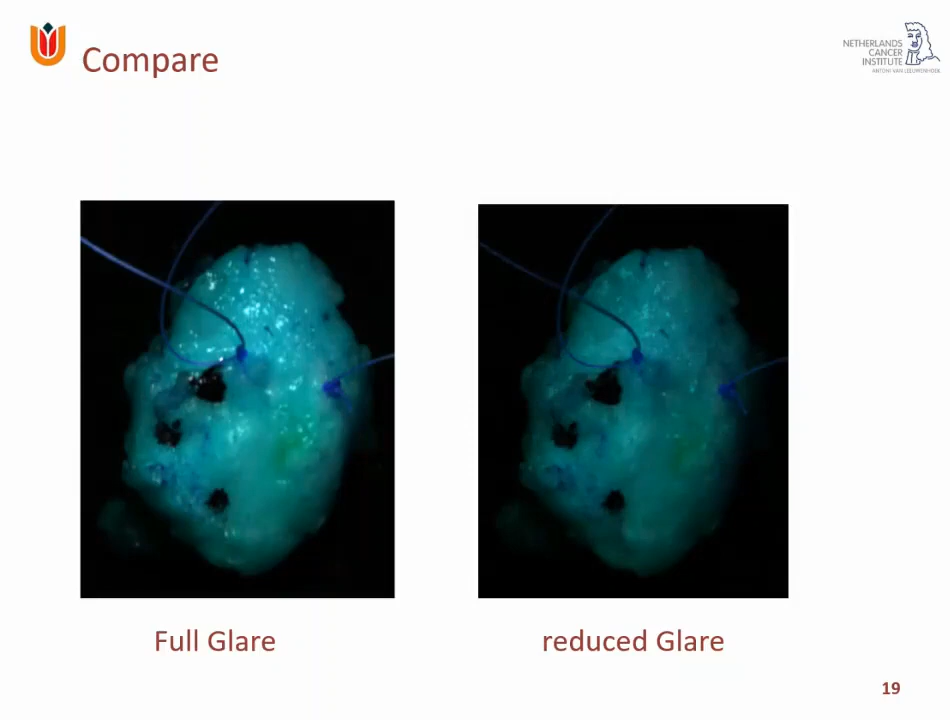 Compare
NETHERLANDS
CANCER
INSTITUTE
ANTONI VAN LEEUWENHOEK
Full Glare
reduced Glare
19